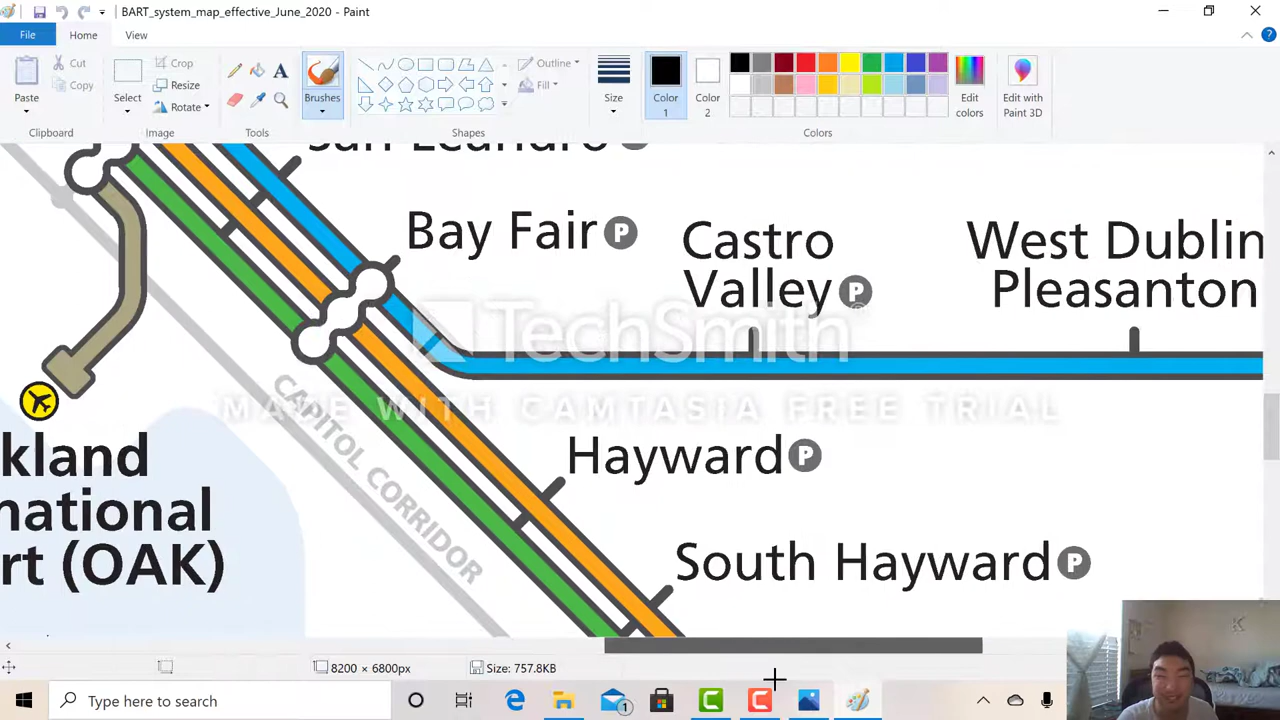 BART_system_map_effective_June_2020 - Paint
File
Home
View
Cut
Copy
Paste
Clipboard
Crop
Resize
Rotate
Select
Image
A
Tools
Brushes
Outline
Fill
Shapes
Size
Color 1
Color 2
Edit colors
Colors
Edit with Paint 3D
San Leandro
Bay Fair P
Castro
Valley P
West Dublin
Pleasanton
TechSmith
MADE WITH CAMTASIA FREE TRIAL
CAPITOL CORRIDOR
Hayward P
kland
national
rt (OAK)
South Hayward P
8200 × 6800px
Size: 757.8KB
Type here to search
1